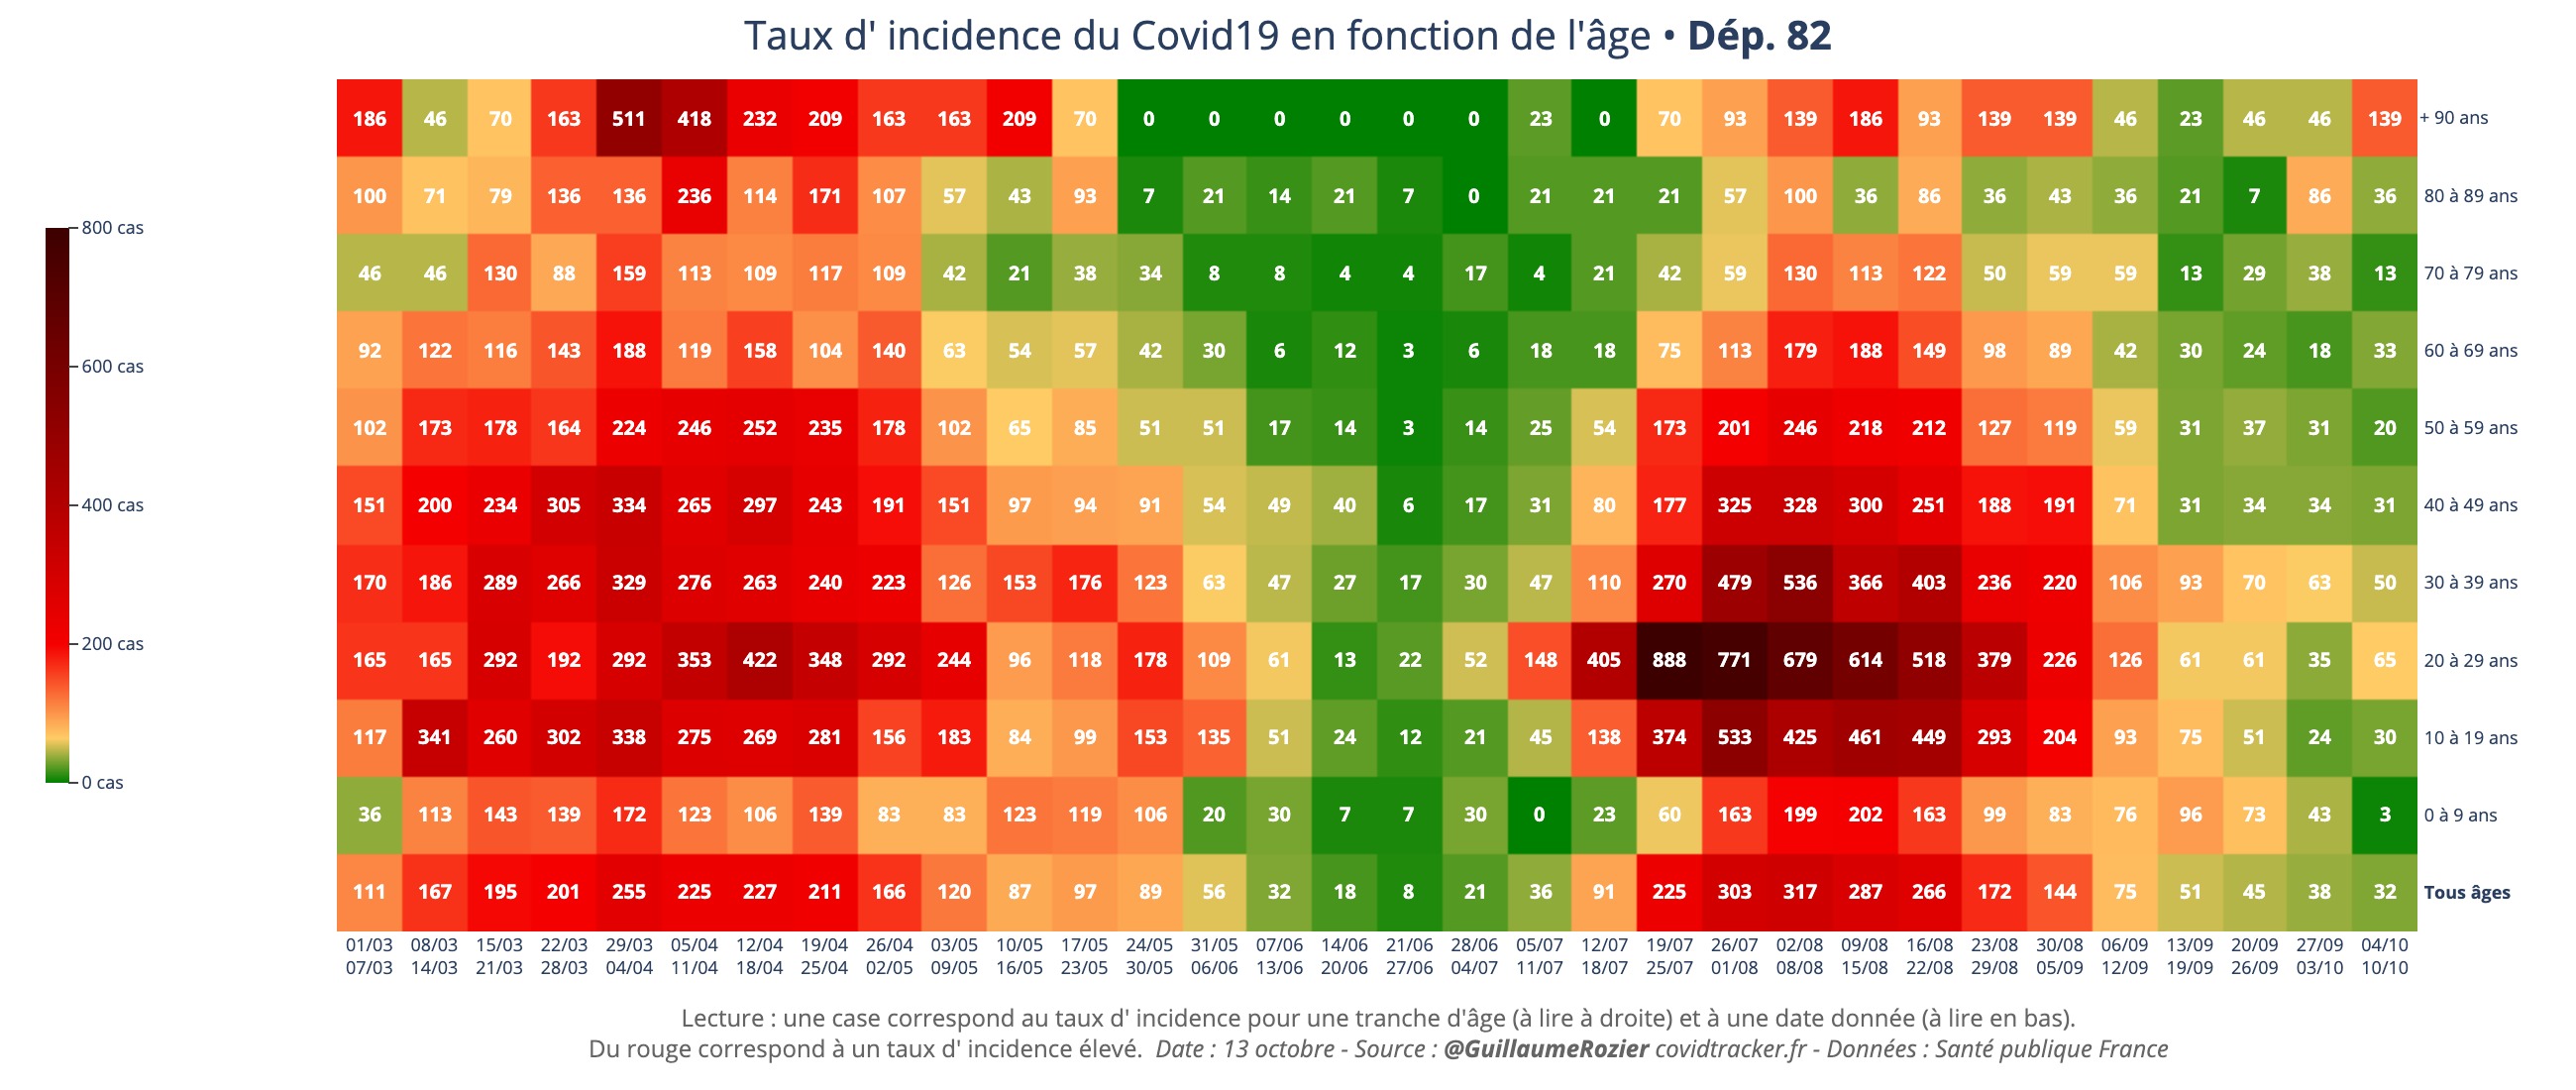 Taux d' incidence du Covid19 en fonction de l'âge • Dép. 82
800 cas
600 cas
400 cas
200 cas
0 cas
186 46 70 163 511 418 232 209 163 163 209 70 0 0 0 0 0 0 23 0 70 93 139 186 93 139 139 46 23 46 46 139 + 90 ans
100 71 79 136 136 236 114 171 107 57 43 93 7 21 14 21 7 0 21 21 21 57 100 36 86 36 43 36 21 7 86 36 80 à 89 ans
46 46 130 88 159 113 109 117 109 42 21 38 34 8 8 4 4 17 4 21 42 59 130 113 122 50 59 59 13 29 38 13 70 à 79 ans
92 122 116 143 188 119 158 104 140 63 54 57 42 30 6 12 3 6 18 18 75 113 179 188 149 98 89 42 30 24 18 33 60 à 69 ans
102 173 178 164 224 246 252 235 178 102 65 85 51 51 17 14 3 14 25 54 173 201 246 218 212 127 119 59 31 37 31 20 50 à 59 ans
151 200 234 305 334 265 297 243 191 151 97 94 91 54 49 40 6 17 31 80 177 325 328 300 251 188 191 71 31 34 34 31 40 à 49 ans
170 186 289 266 329 276 263 240 223 126 153 176 123 63 47 27 17 30 47 110 270 479 536 366 403 236 220 106 93 70 63 50 30 à 39 ans
165 165 292 192 292 353 422 348 292 244 96 118 178 109 61 13 22 52 148 405 888 771 679 614 518 379 226 126 61 61 35 65 20 à 29 ans
117 341 260 302 338 275 269 281 156 183 84 99 153 135 51 24 12 21 45 138 374 533 425 461 449 293 204 93 75 51 24 30 10 à 19 ans
36 113 143 139 172 123 106 139 83 83 123 119 106 20 30 7 7 30 0 23 60 163 199 202 163 99 83 76 96 73 43 3 0 à 9 ans
111 167 195 201 255 225 227 211 166 120 87 97 89 56 32 18 8 21 36 91 225 303 317 287 266 172 144 75 51 45 38 32 Tous âges
01/03 08/03 15/03 22/03 29/03 05/04 12/04 19/04 26/04 03/05 10/05 17/05 24/05 31/05 07/06 14/06 21/06 28/06 05/07 12/07 19/07 26/07 02/08 09/08 16/08 23/08 30/08 06/09 13/09 20/09 27/09 04/10
07/03 14/03 21/03 28/03 04/04 11/04 18/04 25/04 02/05 09/05 16/05 23/05 30/05 06/06 13/06 20/06 27/06 04/07 11/07 18/07 25/07 01/08 08/08 15/08 22/08 29/08 05/09 12/09 19/09 26/09 03/10 10/10
Lecture : une case correspond au taux d' incidence pour une tranche d'âge (à lire à droite) et à une date donnée (à lire en bas).
Du rouge correspond à un taux d' incidence élevé. Date : 13 octobre - Source : @GuillaumeRozier covidtracker.fr - Données : Santé publique France